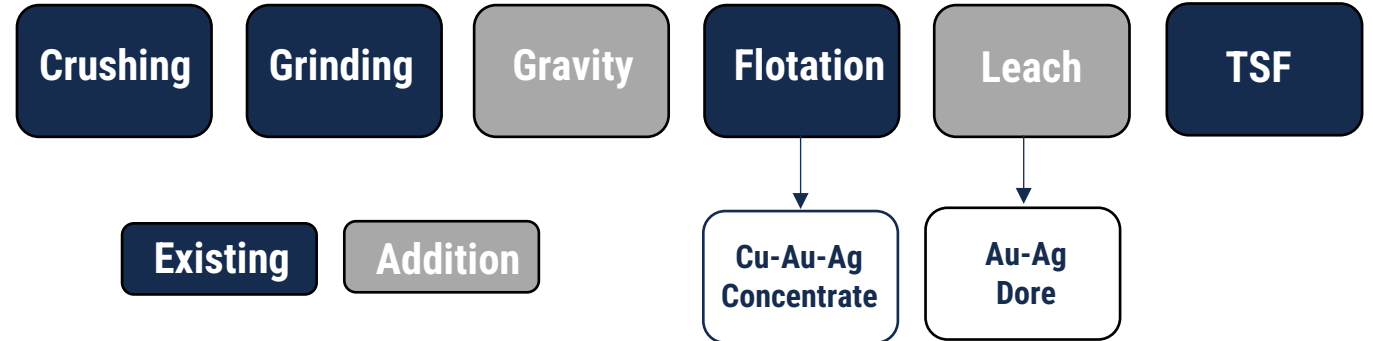 Crushing
Grinding
Gravity
Flotation
Leach
TSF
Existing
Addition
Cu-Au-Ag
Concentrate
Au-Ag
Dore